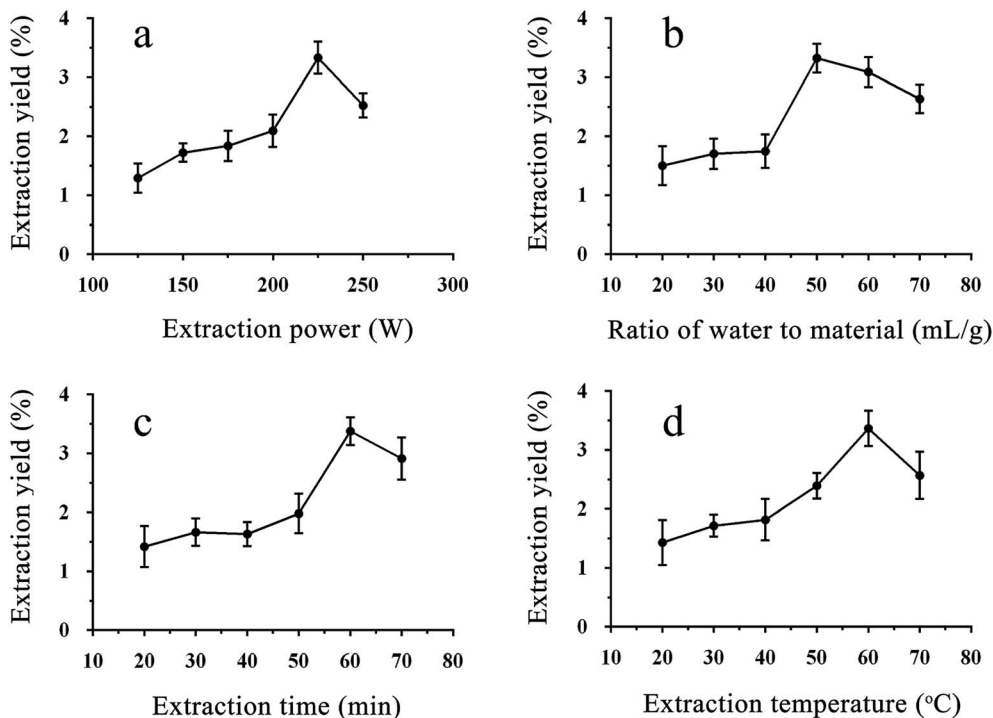 a
Extraction yield (%)
4
3
2
1
0
100 150 200 250 300
Extraction power (W)
b
Extraction yield (%)
4
3
2
1
0
10 20 30 40 50 60 70 80
Ratio of water to material (mL/g)
c
Extraction yield (%)
4
3
2
1
0
10 20 30 40 50 60 70 80
Extraction time (min)
d
Extraction yield (%)
4
3
2
1
0
10 20 30 40 50 60 70 80
Extraction temperature (°C)